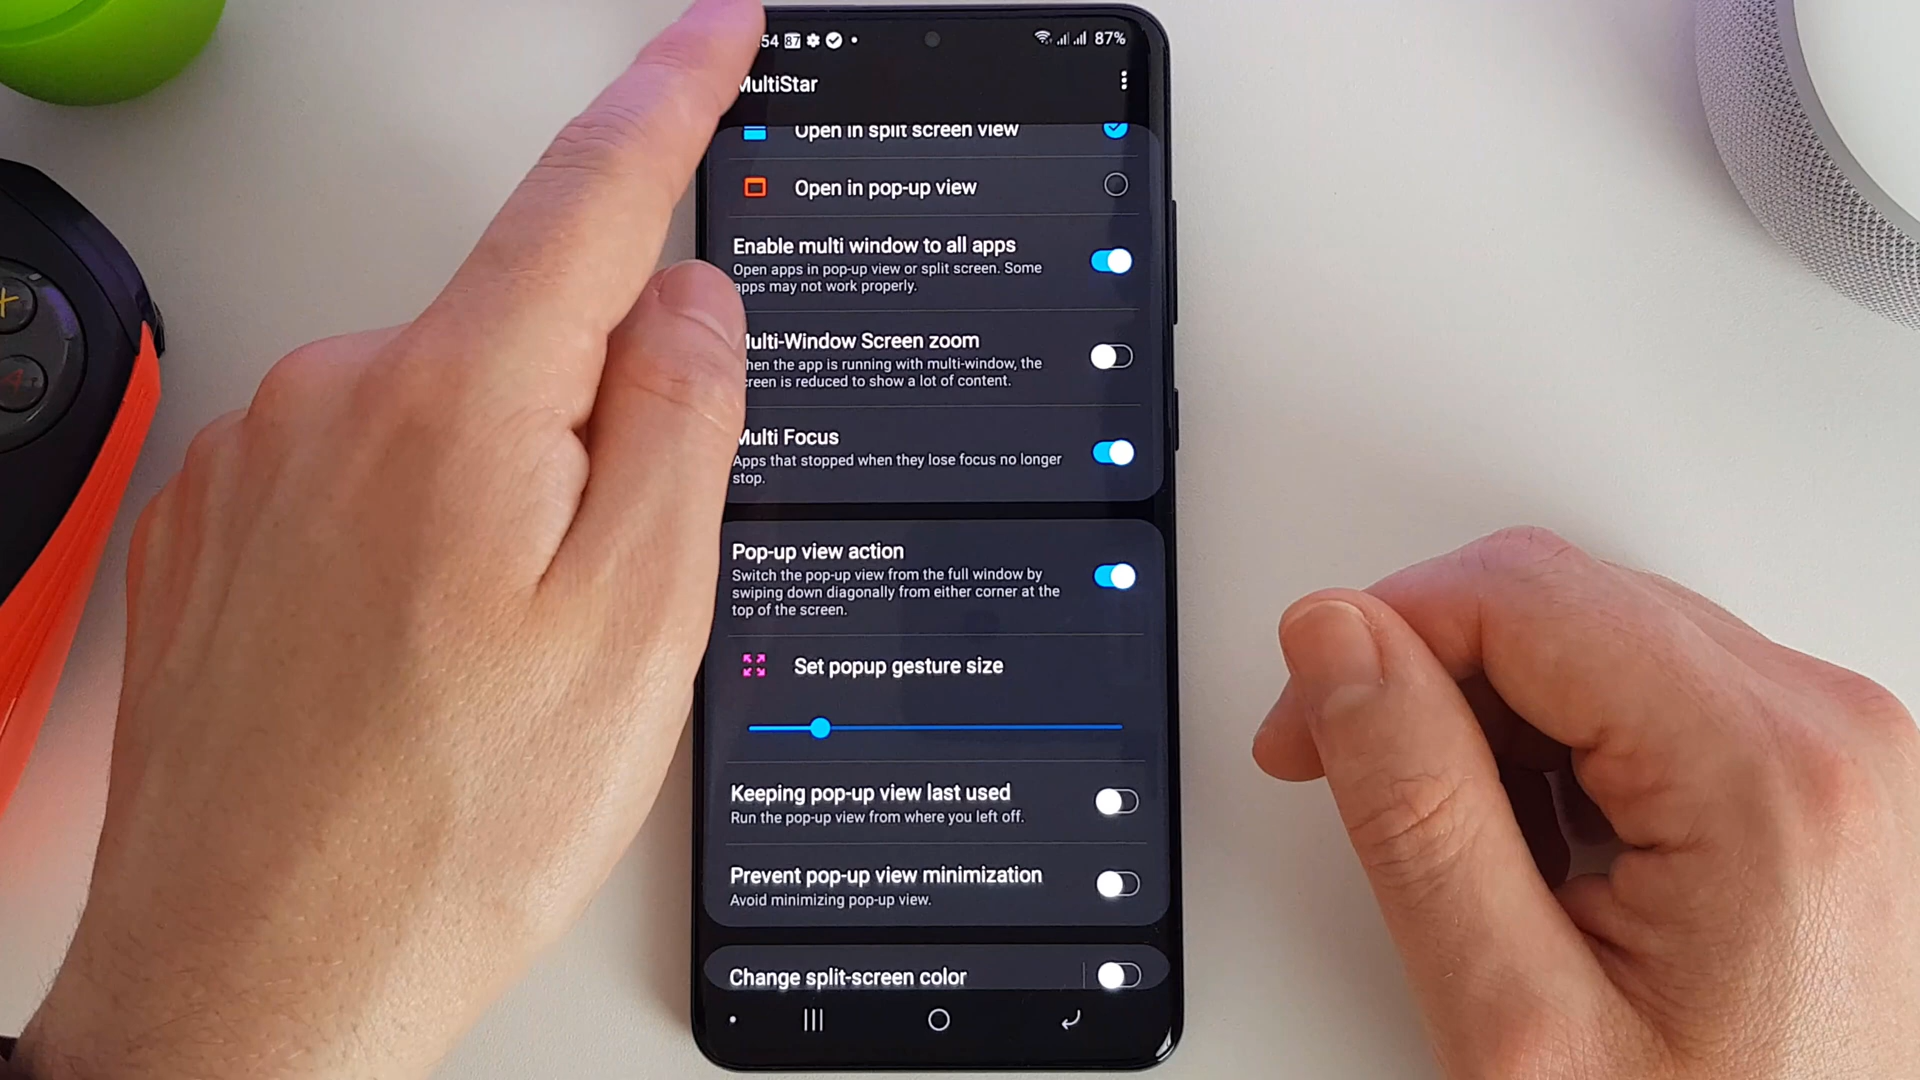 54 87 87%
MultiStar
Open in split screen view
Open in pop-up view
Enable multi window to all apps
Open apps in pop-up view or split screen. Some
apps may not work properly.
Multi-Window Screen zoom
When the app is running with multi-window, the
screen is reduced to show a lot of content.
Multi Focus
Apps that stopped when they lose focus no longer
stop.
Pop-up view action
Switch the pop-up view from the full window by
swiping down diagonally from either corner at the
top of the screen.
Set popup gesture size
Keeping pop-up view last used
Run the pop-up view from where you left off.
Prevent pop-up view minimization
Avoid minimizing pop-up view.
Change split-screen color
A